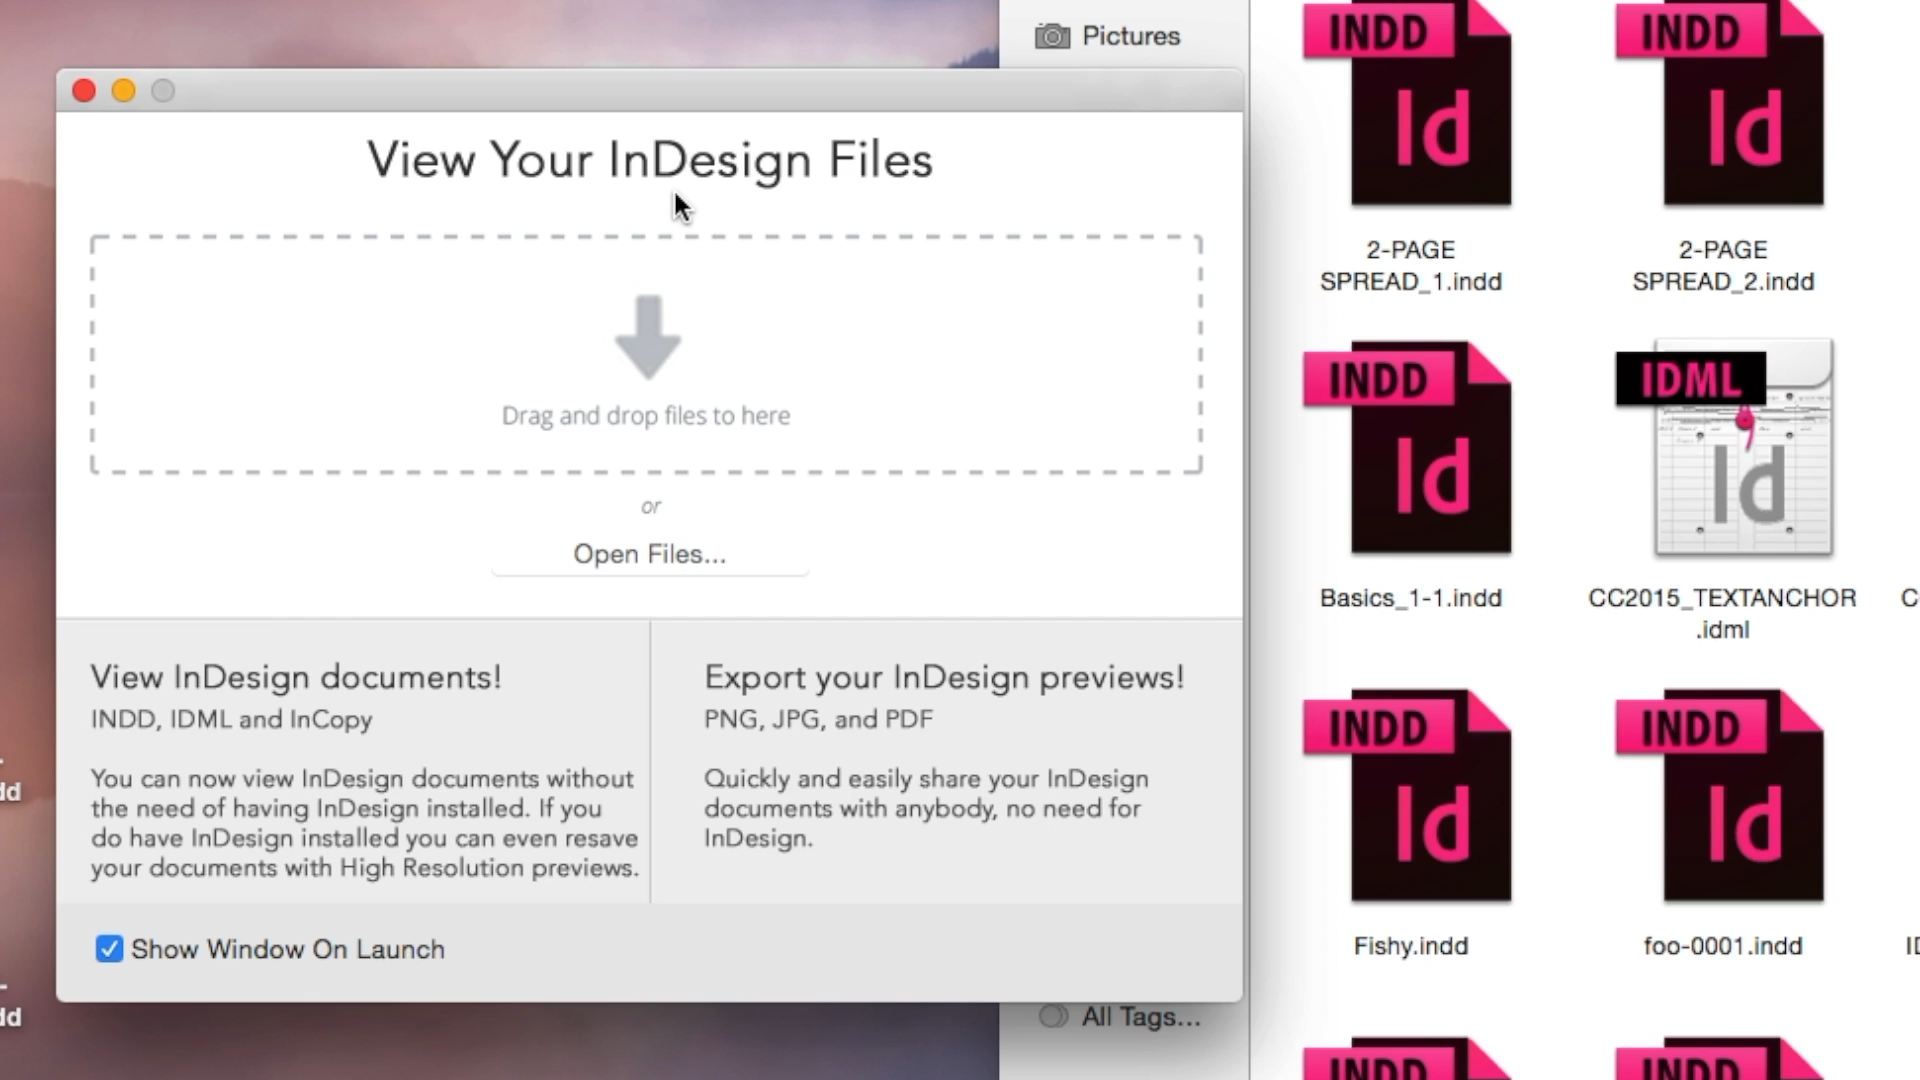 Pictures
View Your InDesign Files
Drag and drop files to here
or
Open Files...
View InDesign documents!
INDD, IDML and InCopy
You can now view InDesign documents without
the need of having InDesign installed. If you
do have InDesign installed you can even resave
your documents with High Resolution previews.
Export your InDesign previews!
PNG, JPG, and PDF
Quickly and easily share your InDesign
documents with anybody, no need for
InDesign.
Show Window On Launch
All Tags...
INDD
Id
2-PAGE
SPREAD_1.indd
INDD
Id
2-PAGE
SPREAD_2.indd
INDD
Id
Basics_1-1.indd
IDML
Id
CC2015_TEXTANCHOR
.idml
INDD
Id
Fishy.indd
INDD
Id
foo-0001.indd
INDD
INDD